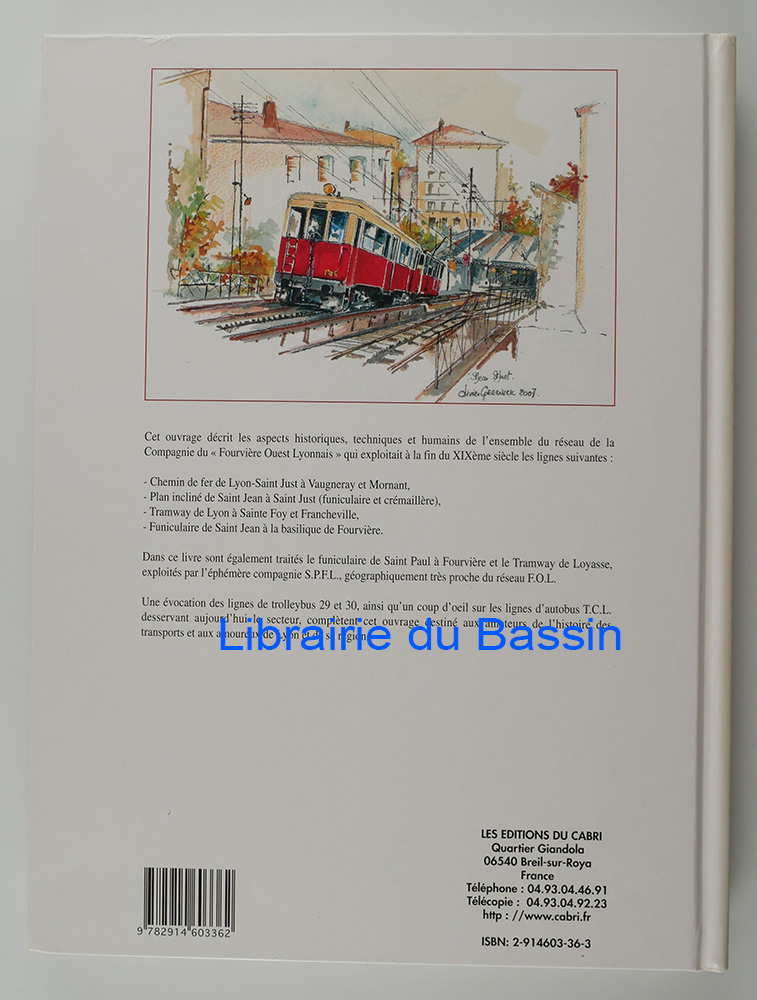 St Jean St Just.
2007.
Cet ouvrage décrit les aspects historiques, techniques et humains de l'ensemble du réseau de la
Compagnie du « Fourvière Ouest Lyonnais » qui exploitait à la fin du XIXème siècle les lignes suivantes :
- Chemin de fer de Lyon-Saint Just à Vaugneray et Mornant,
- Plan incliné de Saint Jean à Saint Just (funiculaire et crémaillère),
- Tramway de Lyon à Sainte Foy et Francheville,
- Funiculaire de Saint Jean à la basilique de Fourvière.
Dans ce livre sont également traités le funiculaire de Saint Paul à Fourvière et le Tramway de Loyasse,
exploités par l'éphémère compagnie S.P.F.L., géographiquement très proche du réseau F.O.L.
Une évocation des lignes de trolleybus 29 et 30, ainsi qu'un coup d'oeil sur les lignes d'autobus T.C.L.
desservant aujourd'hui le secteur, complètent cet ouvrage destiné aux amateurs de l'histoire des
transports et aux amoureux de Lyon et de sa région.
Librairie du Bassin
LES EDITIONS DU CABRI
Quartier Giandola
06540 Breil-sur-Roya
France
Téléphone : 04.93.04.46.91
Télécopie : 04.93.04.92.23
http : //www.cabri.fr
9 782914 603362
ISBN: 2-914603-36-3